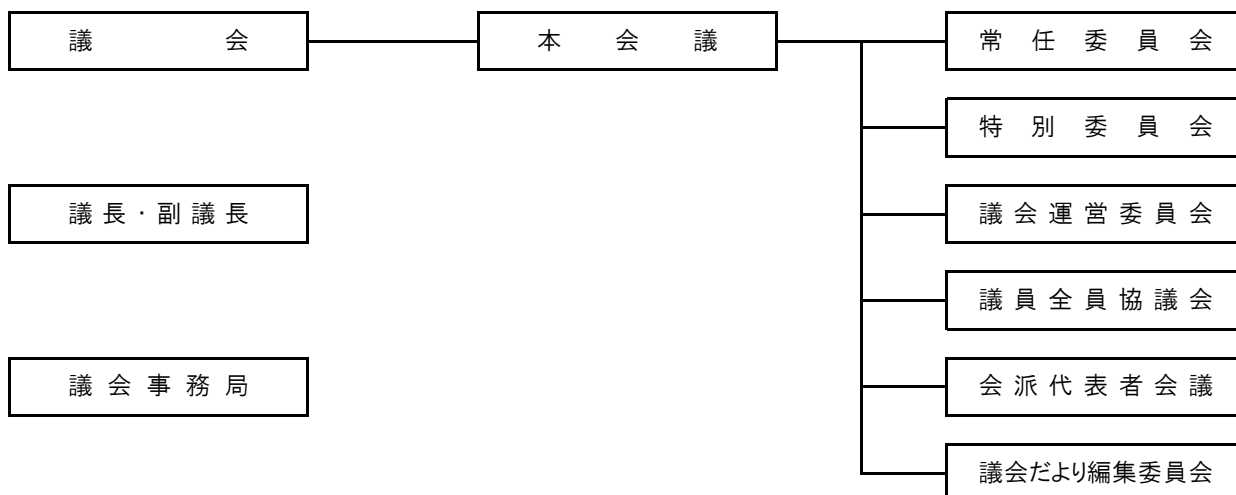 議会
本会議
常任委員会
特別委員会
議長・副議長
議会運営委員会
議員全員協議会
議会事務局
会派代表者会議
議会だより編集委員会